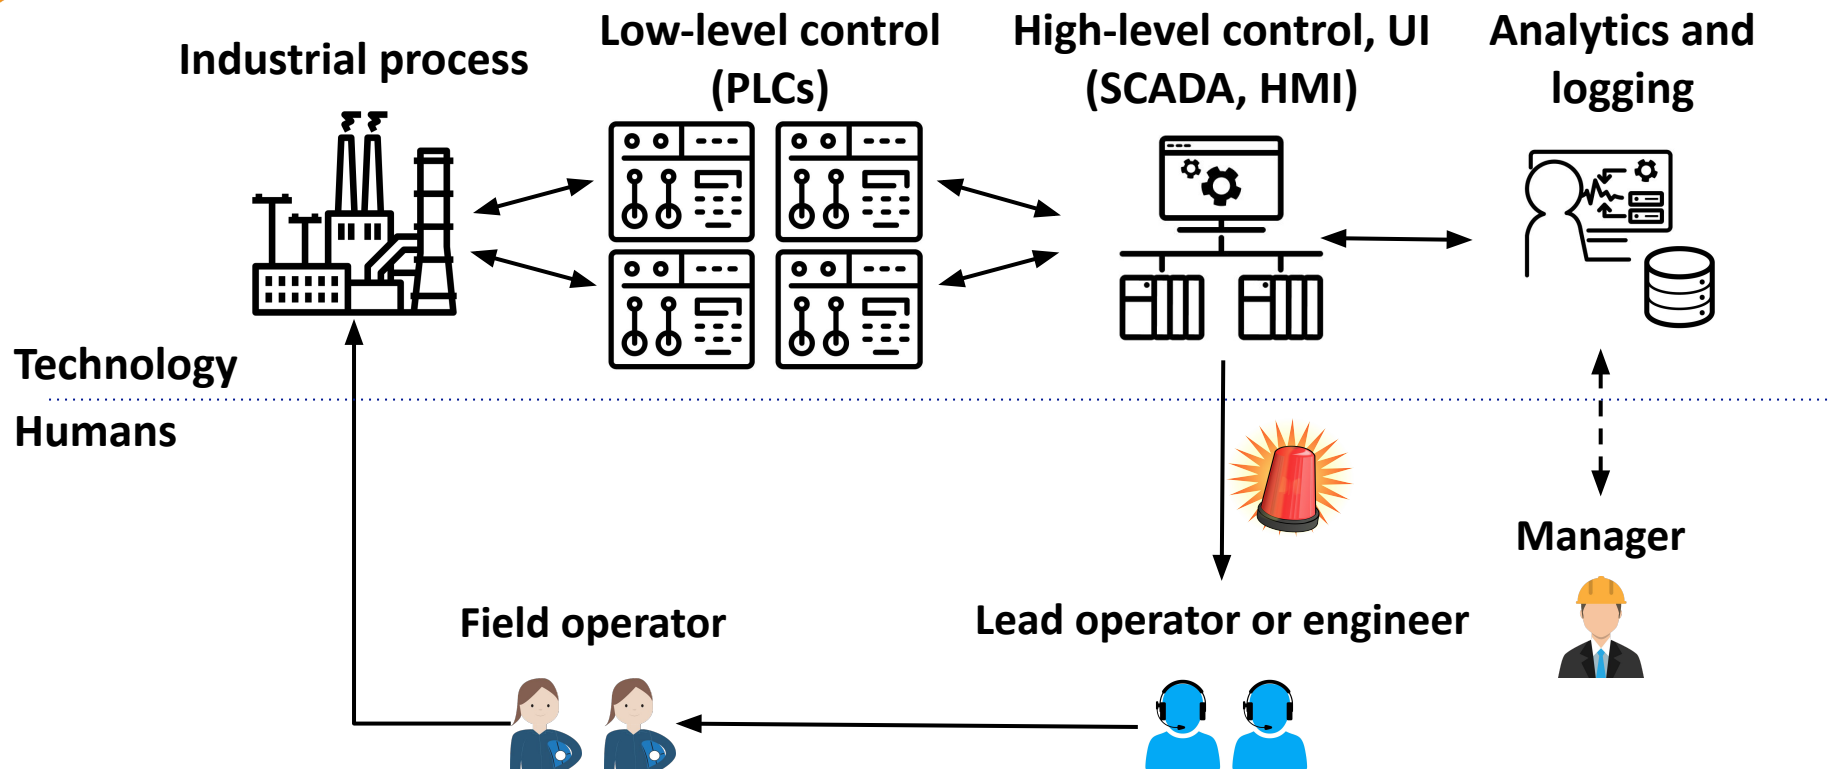 Industrial process
Low-level control
(PLCs)
High-level control, UI
(SCADA, HMI)
Analytics and
logging
Technology
Humans
Manager
Field operator
Lead operator or engineer